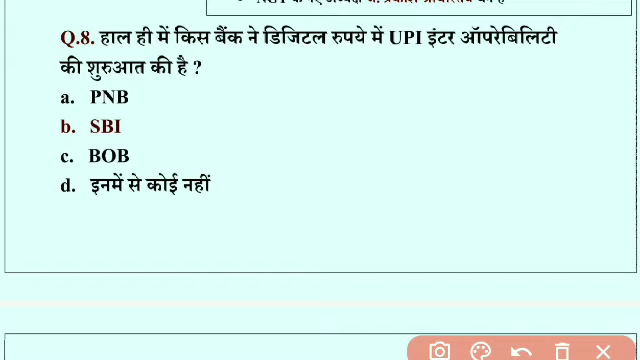 Q.8. हाल ही में किस बैंक ने डिजिटल रुपये में UPI इंटर ऑपरेबिलिटी
की शुरुआत की है ?
a. PNB
b. SBI
c. BOB
d. इनमें से कोई नहीं